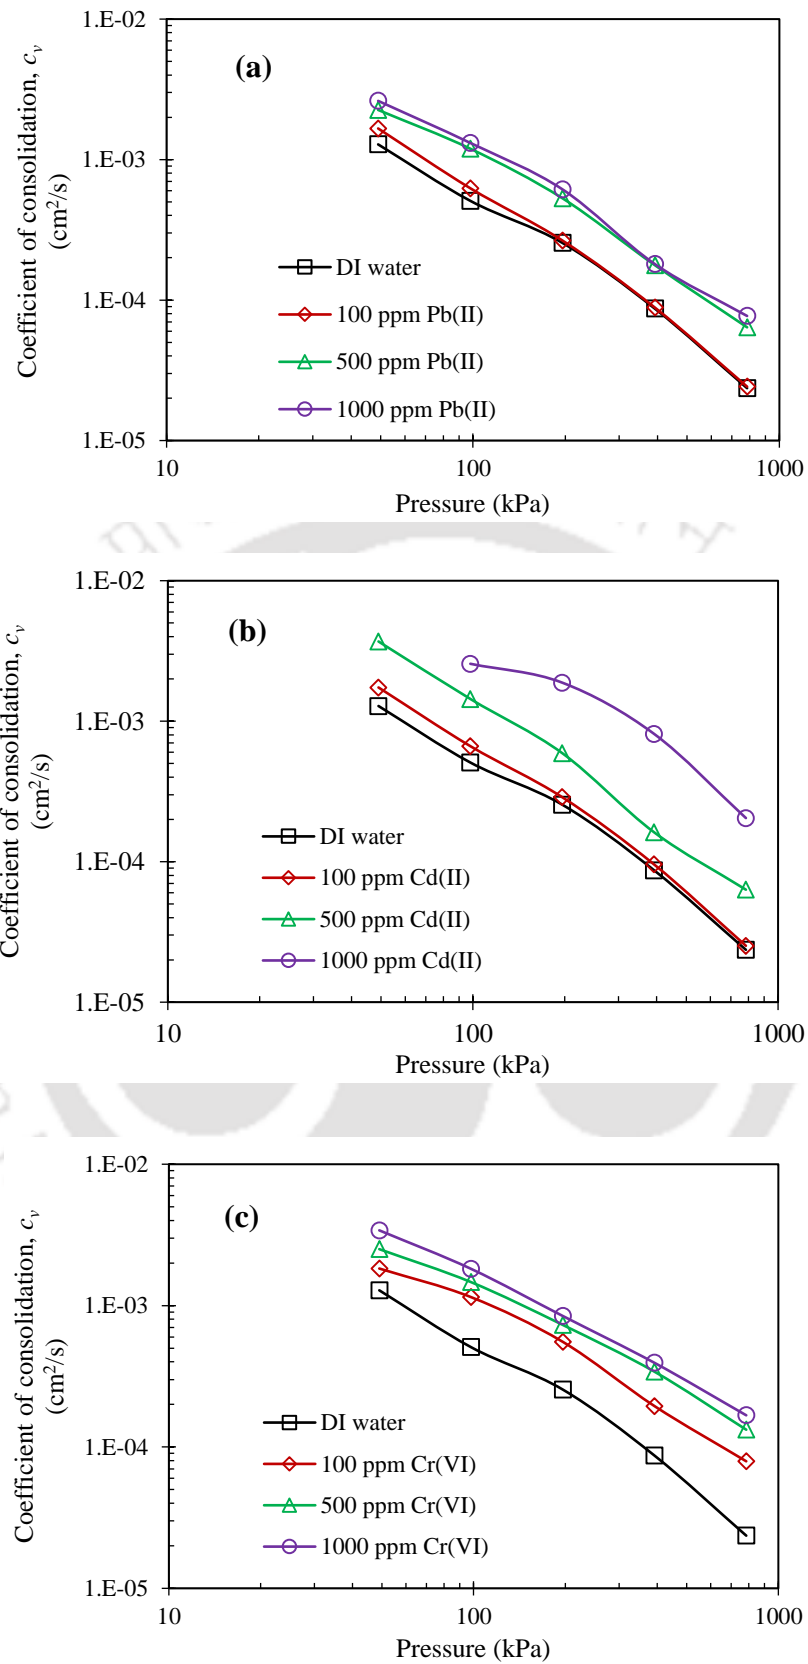 (a)
Coefficient of consolidation, cᵥ
(cm²/s)
1.E-02
1.E-03
1.E-04
1.E-05
DI water
100 ppm Pb(II)
500 ppm Pb(II)
1000 ppm Pb(II)
10 100 1000
Pressure (kPa)
(b)
Coefficient of consolidation, cᵥ
(cm²/s)
1.E-02
1.E-03
1.E-04
1.E-05
DI water
100 ppm Cd(II)
500 ppm Cd(II)
1000 ppm Cd(II)
10 100 1000
Pressure (kPa)
(c)
Coefficient of consolidation, cᵥ
(cm²/s)
1.E-02
1.E-03
1.E-04
1.E-05
DI water
100 ppm Cr(VI)
500 ppm Cr(VI)
1000 ppm Cr(VI)
10 100 1000
Pressure (kPa)